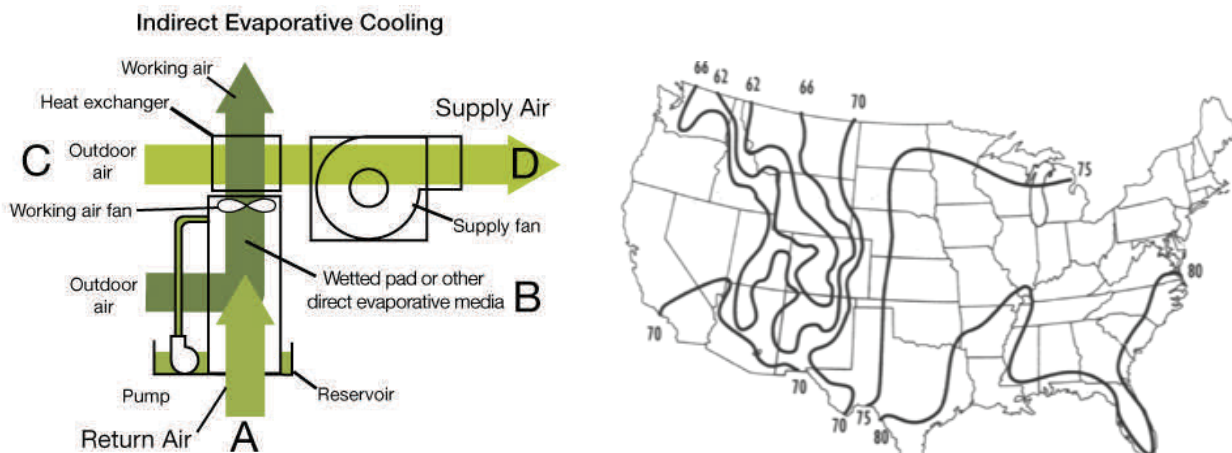 Indirect Evaporative Cooling
Working air
Heat exchanger
Supply Air
C
Outdoor
air
D
Working air fan
Supply fan
Outdoor
air
Wetted pad or other
direct evaporative media
B
Pump
Reservoir
Return Air
A
66
62
62
66
70
75
80
70
70
70
75
80